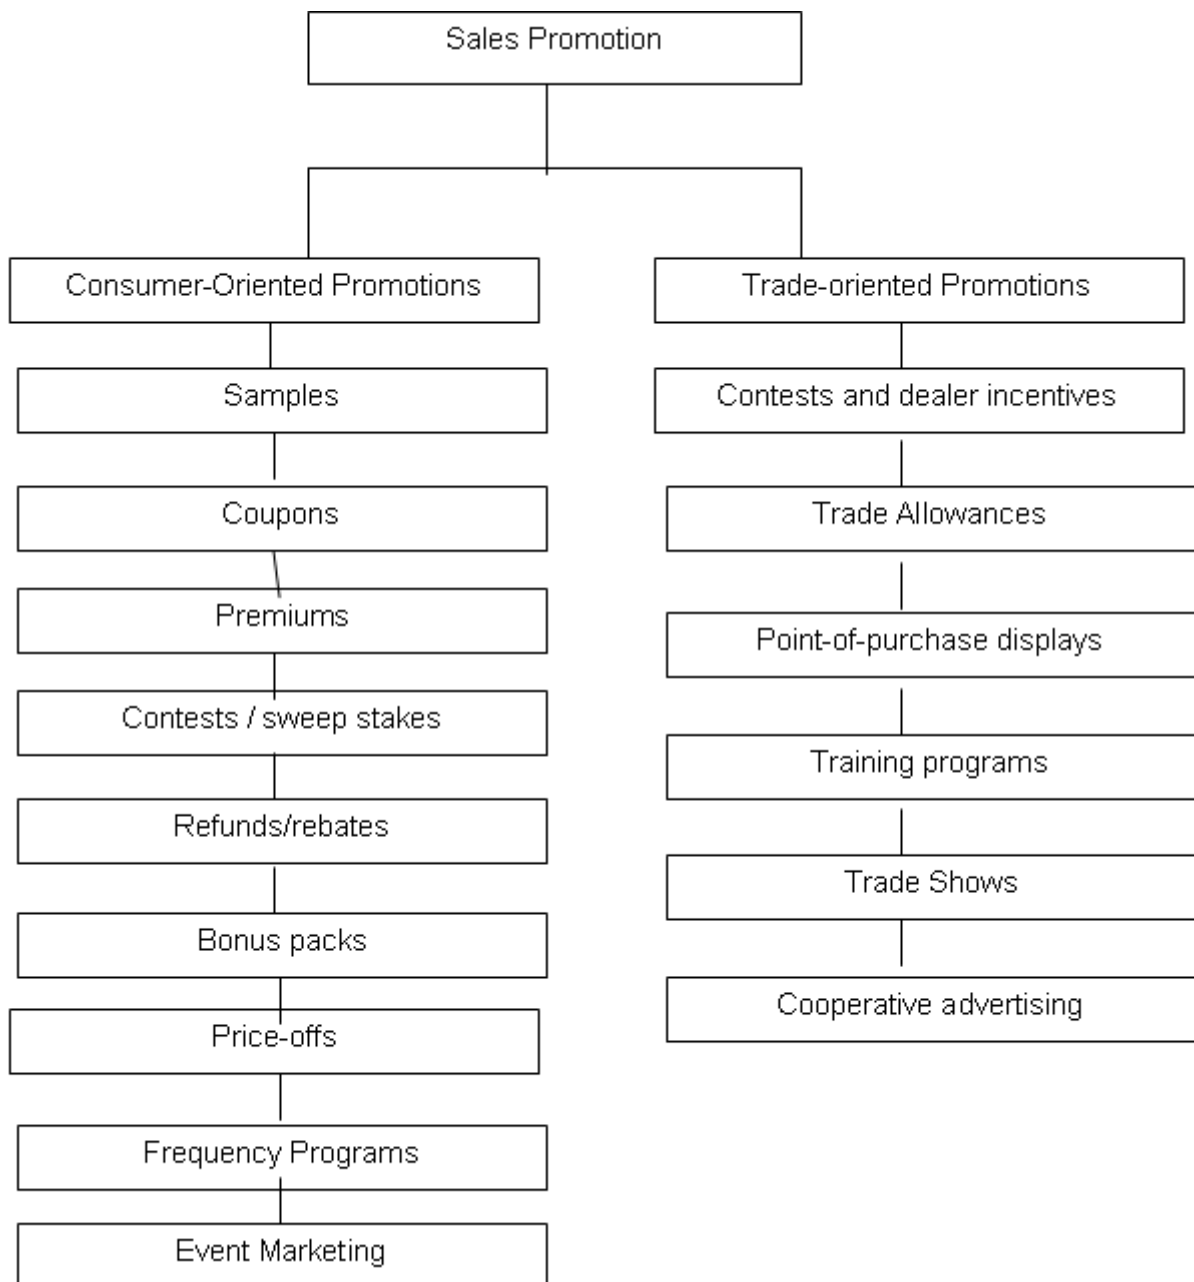 Sales Promotion
Consumer-Oriented Promotions
Samples
Coupons
Premiums
Contests / sweep stakes
Refunds/rebates
Bonus packs
Price-offs
Frequency Programs
Event Marketing
Trade-oriented Promotions
Contests and dealer incentives
Trade Allowances
Point-of-purchase displays
Training programs
Trade Shows
Cooperative advertising